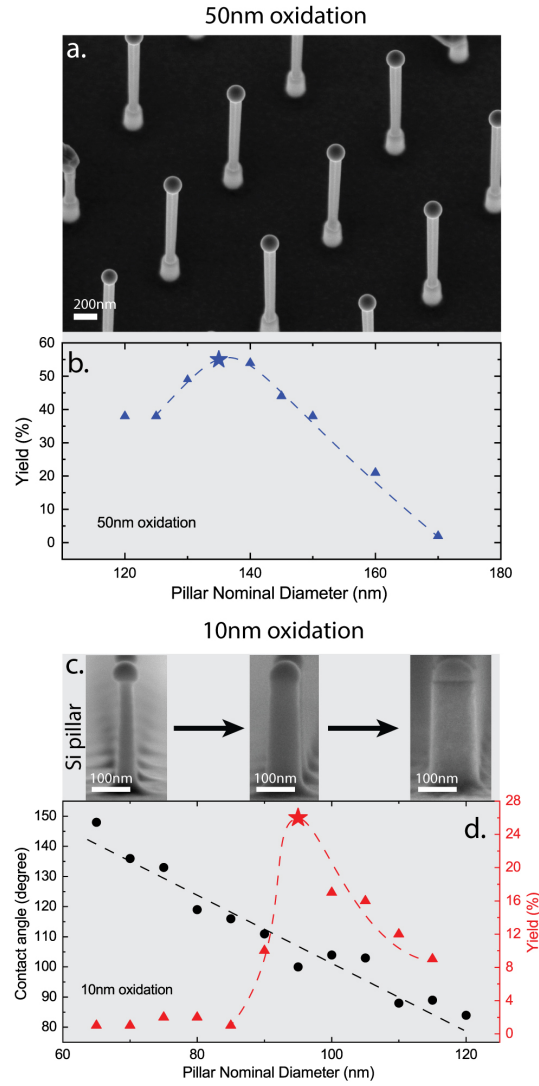 50nm oxidation
a.
200nm
b.
60
50
40
30
20
10
0
Yield (%)
50nm oxidation
120 140 160 180
Pillar Nominal Diameter (nm)
10nm oxidation
c.
Si pillar
100nm 100nm 100nm
d.
150
140
130
120
110
100
90
80
Contact angle (degree)
28
24
20
16
12
8
4
0
Yield (%)
10nm oxidation
60 80 100 120
Pillar Nominal Diameter (nm)